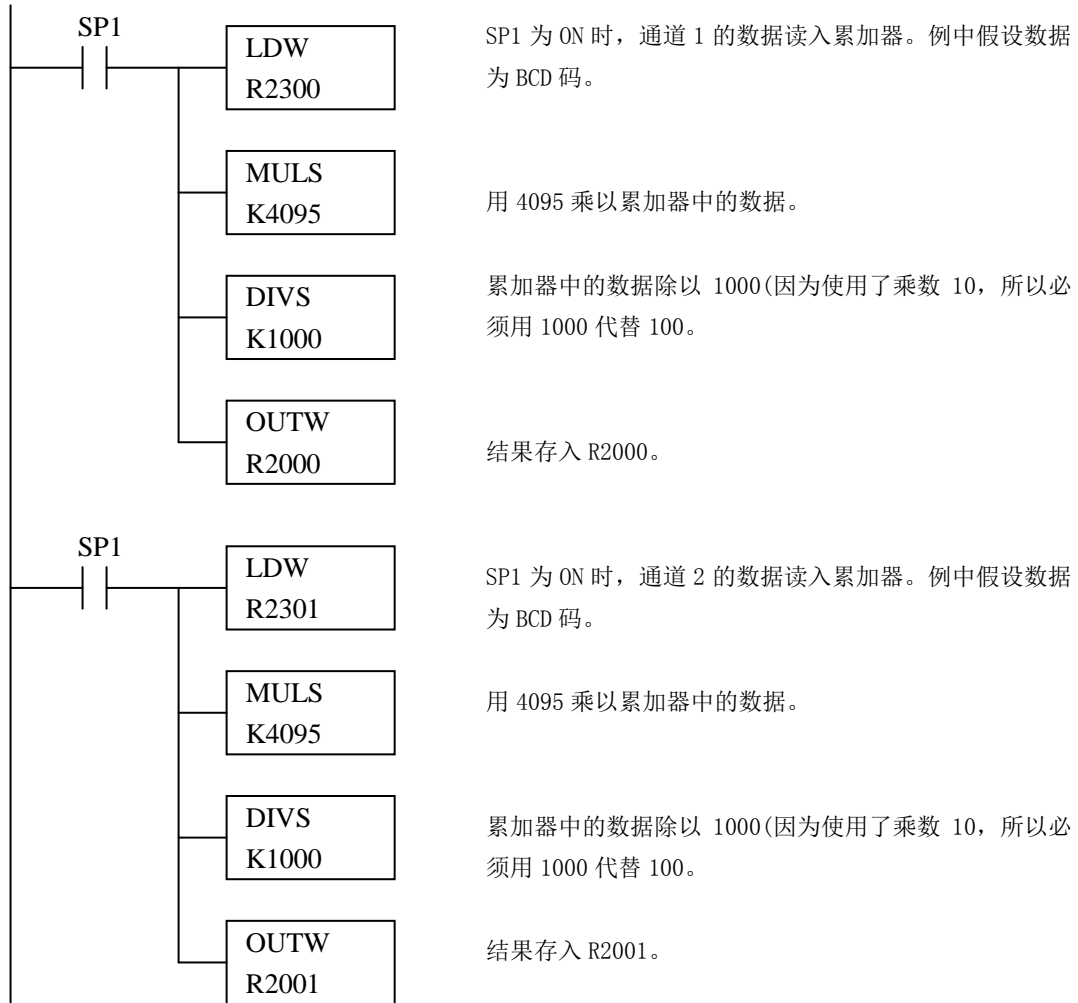 SP1
LDW
R2300
SP1 为 ON 时，通道 1 的数据读入累加器。例中假设数据
为 BCD 码。
MULS
K4095
用 4095 乘以累加器中的数据。
DIVS
K1000
累加器中的数据除以 1000(因为使用了乘数 10，所以必
须用 1000 代替 100。
OUTW
R2000
结果存入 R2000。
SP1
LDW
R2301
SP1 为 ON 时，通道 2 的数据读入累加器。例中假设数据
为 BCD 码。
MULS
K4095
用 4095 乘以累加器中的数据。
DIVS
K1000
累加器中的数据除以 1000(因为使用了乘数 10，所以必
须用 1000 代替 100。
OUTW
R2001
结果存入 R2001。